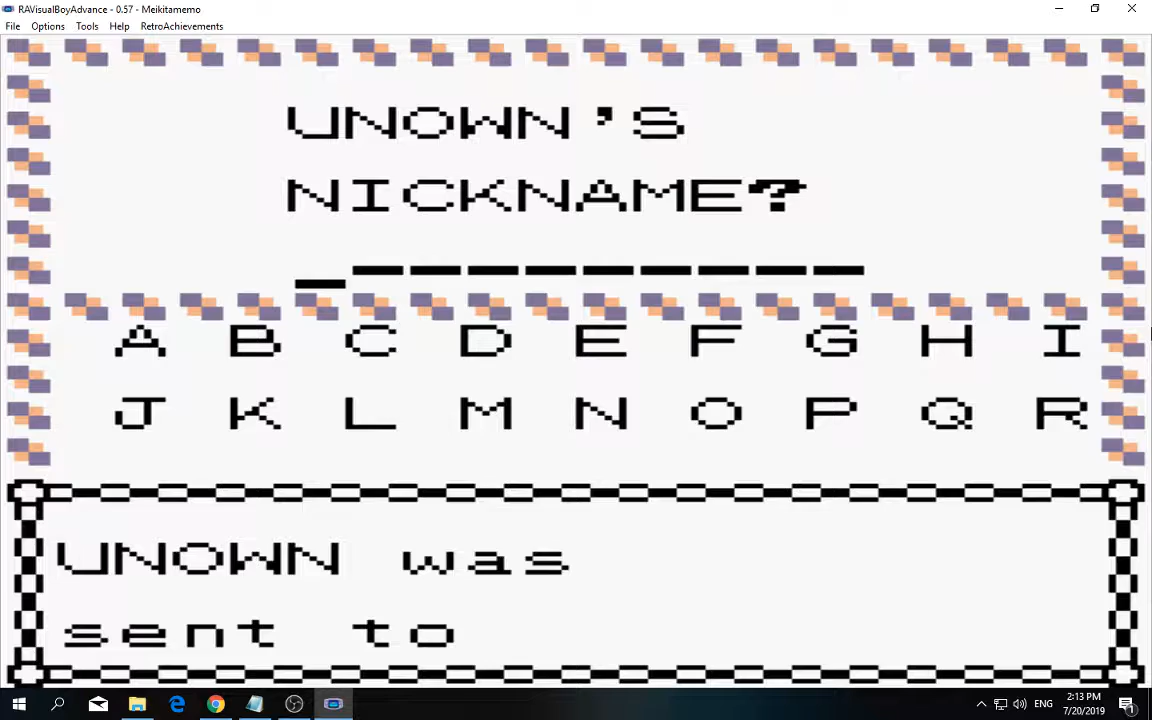 RAVisualBoyAdvance - 0.57 - Meikitamemo
File Options Tools Help RetroAchievements
UNOWN'S
NICKNAME?
A B C D E F G H I
J K L M N O P Q R
UNOWN was
sent to
ENG
2:13 PM
7/20/2019
1